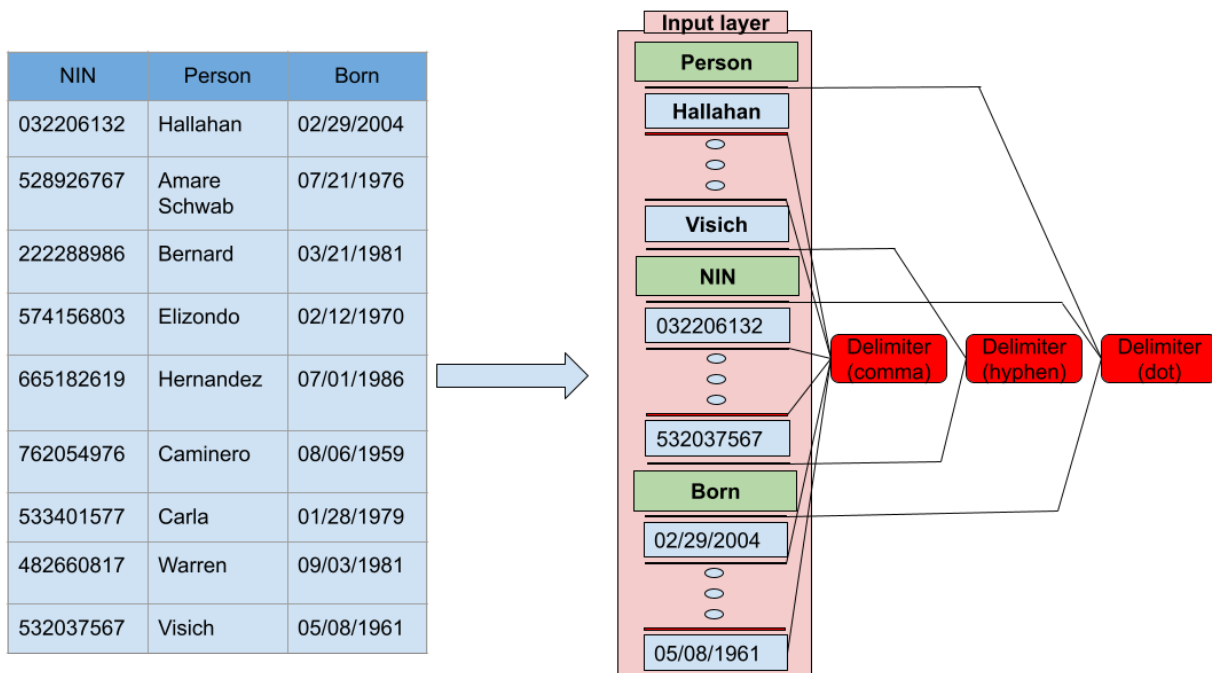 NIN Person Born
032206132 Hallahan 02/29/2004
528926767 Amare 07/21/1976
Schwab
222288986 Bernard 03/21/1981
574156803 Elizondo 02/12/1970
665182619 Hernandez 07/01/1986
762054976 Caminero 08/06/1959
533401577 Carla 01/28/1979
482660817 Warren 09/03/1981
532037567 Visich 05/08/1961
Input layer
Person
Hallahan
Visich
NIN
032206132
532037567
Born
02/29/2004
05/08/1961
Delimiter
(comma)
Delimiter
(hyphen)
Delimiter
(dot)